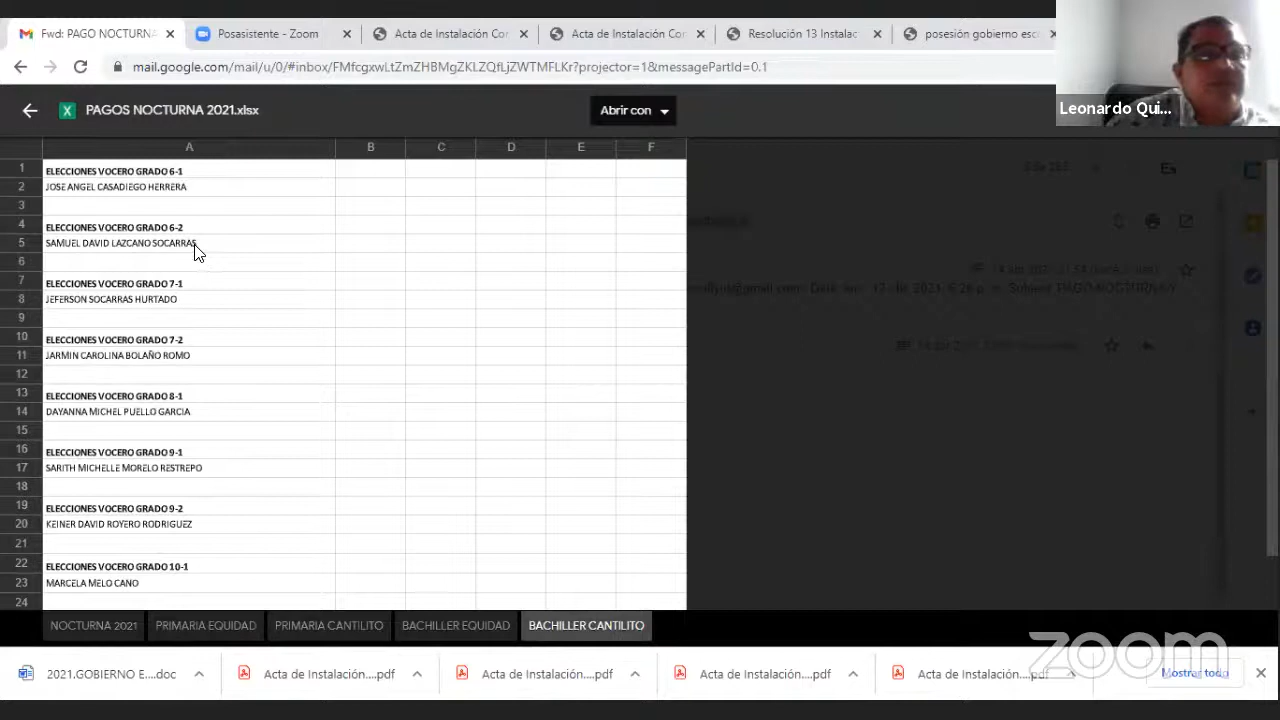 Fwd: PAGO NOCTURNA
Posasistente - Zoom
Acta de Instalación Cor
Acta de Instalación Cor
Resolución 13 Instalac
posesión gobierno esc
mail.google.com/mail/u/0/#inbox/FMfcgxwLtZmZHBMgZKLZQfLjZWTMFLKr?projector=1&messagePartId=0.1
Leonardo Qui...
PAGOS NOCTURNA 2021.xlsx
Abrir con
A B C D E F
1 ELECCIONES VOCERO GRADO 6-1
2 JOSE ANGEL CASADIEGO HERRERA
3
4 ELECCIONES VOCERO GRADO 6-2
5 SAMUEL DAVID LAZCANO SOCARRAS
6
7 ELECCIONES VOCERO GRADO 7-1
8 JEFERSON SOCARRAS HURTADO
9
10 ELECCIONES VOCERO GRADO 7-2
11 JARMIN CAROLINA BOLAÑO ROMO
12
13 ELECCIONES VOCERO GRADO 8-1
14 DAYANNA MICHEL PUELLO GARCIA
15
16 ELECCIONES VOCERO GRADO 9-1
17 SARITH MICHELLE MORELO RESTREPO
18
19 ELECCIONES VOCERO GRADO 9-2
20 KEINER DAVID ROYERO RODRIGUEZ
21
22 ELECCIONES VOCERO GRADO 10-1
23 MARCELA MELO CANO
24
NOCTURNA 2021
PRIMARIA EQUIDAD
PRIMARIA CANTILITO
BACHILLER EQUIDAD
BACHILLER CANTILITO
2021.GOBIERNO E....doc
Acta de Instalación....pdf
Acta de Instalación....pdf
Acta de Instalación....pdf
Acta de Instalación....pdf
Mostrar todo
zoom